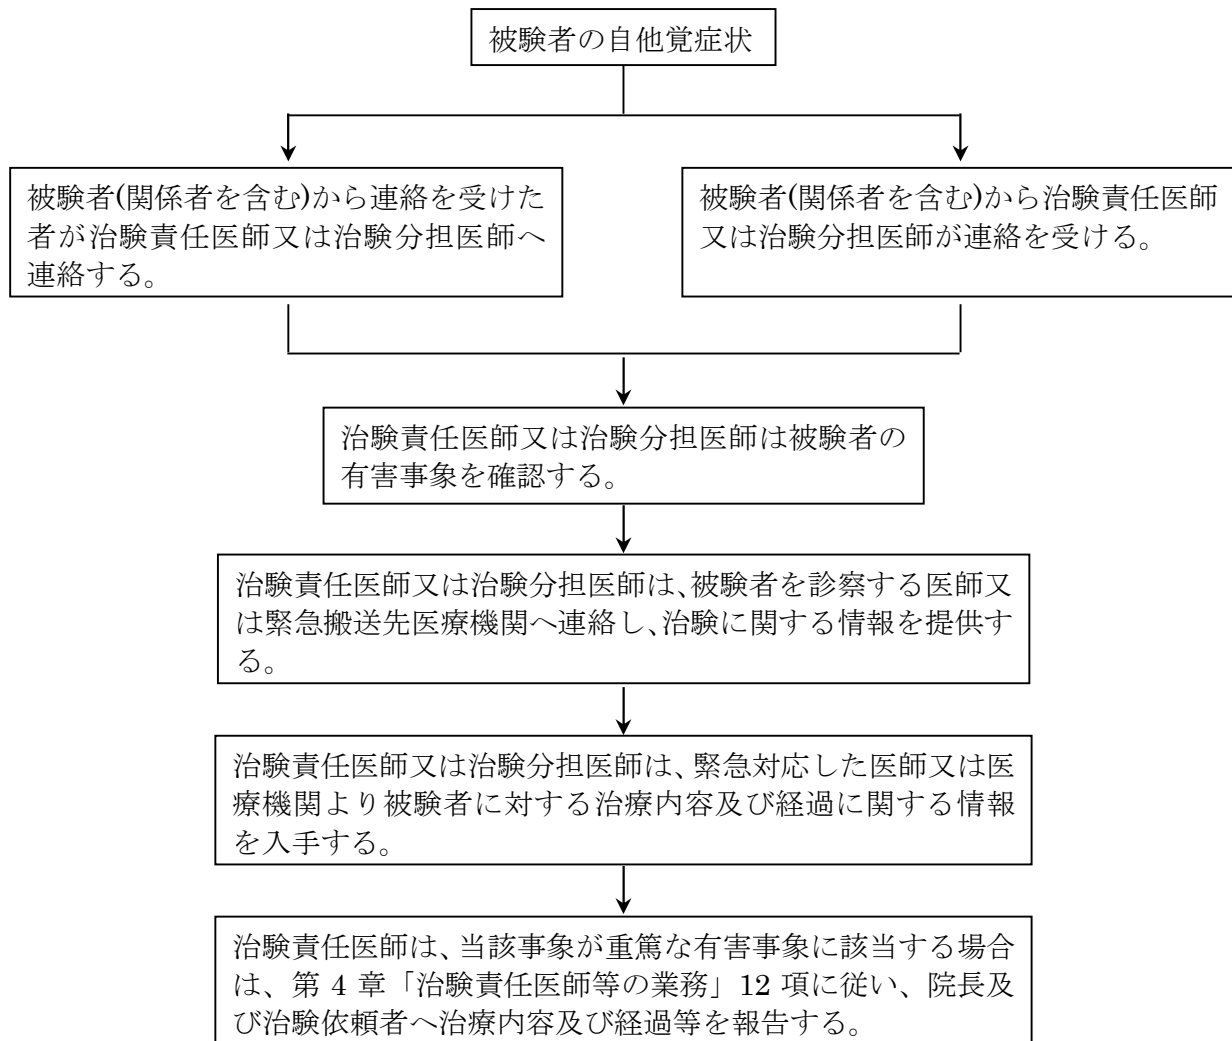 被験者の自他覚症状
被験者(関係者を含む)から連絡を受けた
者が治験責任医師又は治験分担医師へ
連絡する。
被験者(関係者を含む)から治験責任医師
又は治験分担医師が連絡を受ける。
治験責任医師又は治験分担医師は被験者の
有害事象を確認する。
治験責任医師又は治験分担医師は、被験者を診察する医師又
は緊急搬送先医療機関へ連絡し、治験に関する情報を提供す
る。
治験責任医師又は治験分担医師は、緊急対応した医師又は医
療機関より被験者に対する治療内容及び経過に関する情報
を入手する。
治験責任医師は、当該事象が重篤な有害事象に該当する場合
は、第 4 章「治験責任医師等の業務」12 項に従い、院長及
び治験依頼者へ治療内容及び経過等を報告する。